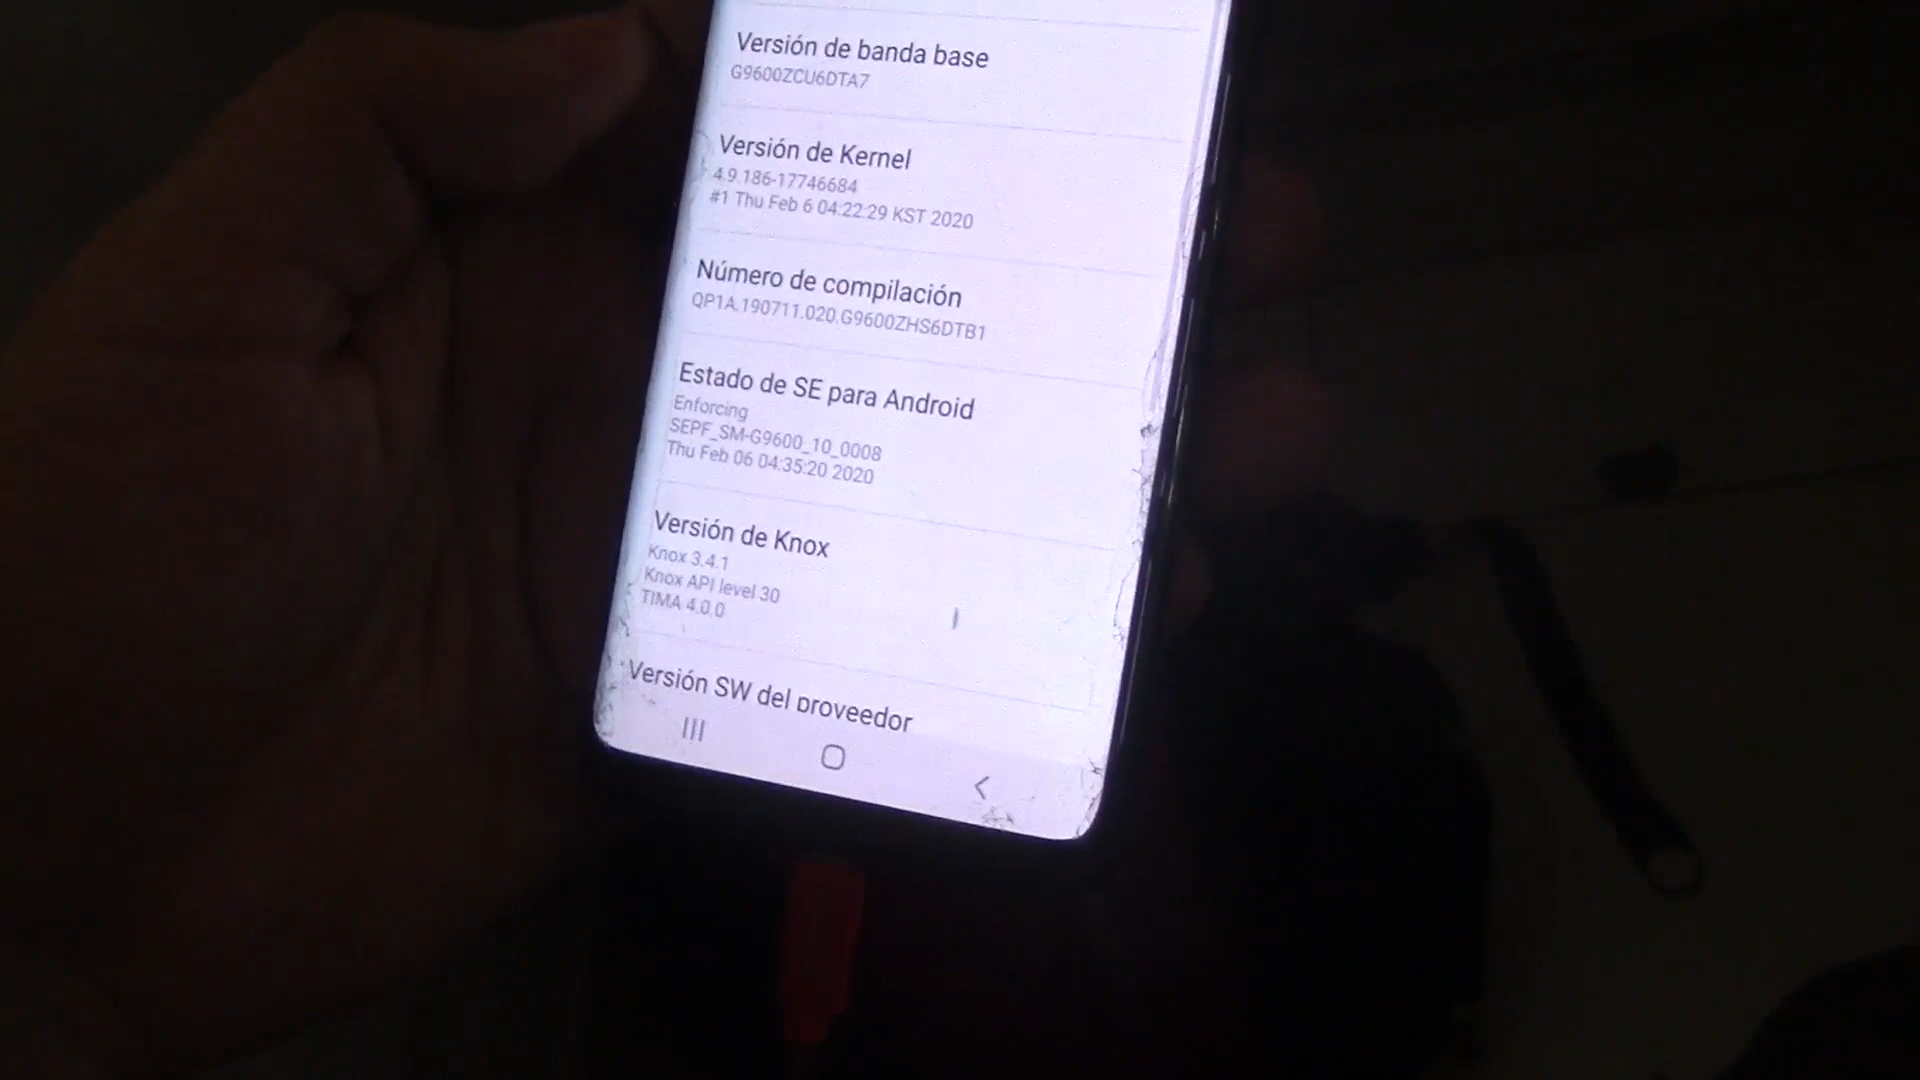 Versión de banda base
G9600ZCU6DTA7
Versión de Kernel
4.9.186-17746684
#1 Thu Feb 6 04:22:29 KST 2020
Número de compilación
QP1A.190711.020.G9600ZHS6DTB1
Estado de SE para Android
Enforcing
SEPF_SM-G9600_10_0008
Thu Feb 06 04:35:20 2020
Versión de Knox
Knox 3.4.1
Knox API level 30
TIMA 4.0.0
Versión SW del proveedor